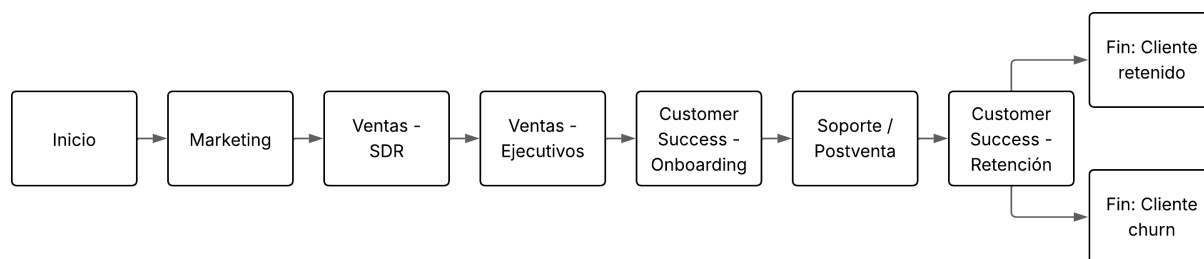 Inicio
Marketing
Ventas -
SDR
Ventas -
Ejecutivos
Customer
Success -
Onboarding
Soporte /
Postventa
Customer
Success -
Retención
Fin: Cliente
retenido
Fin: Cliente
churn